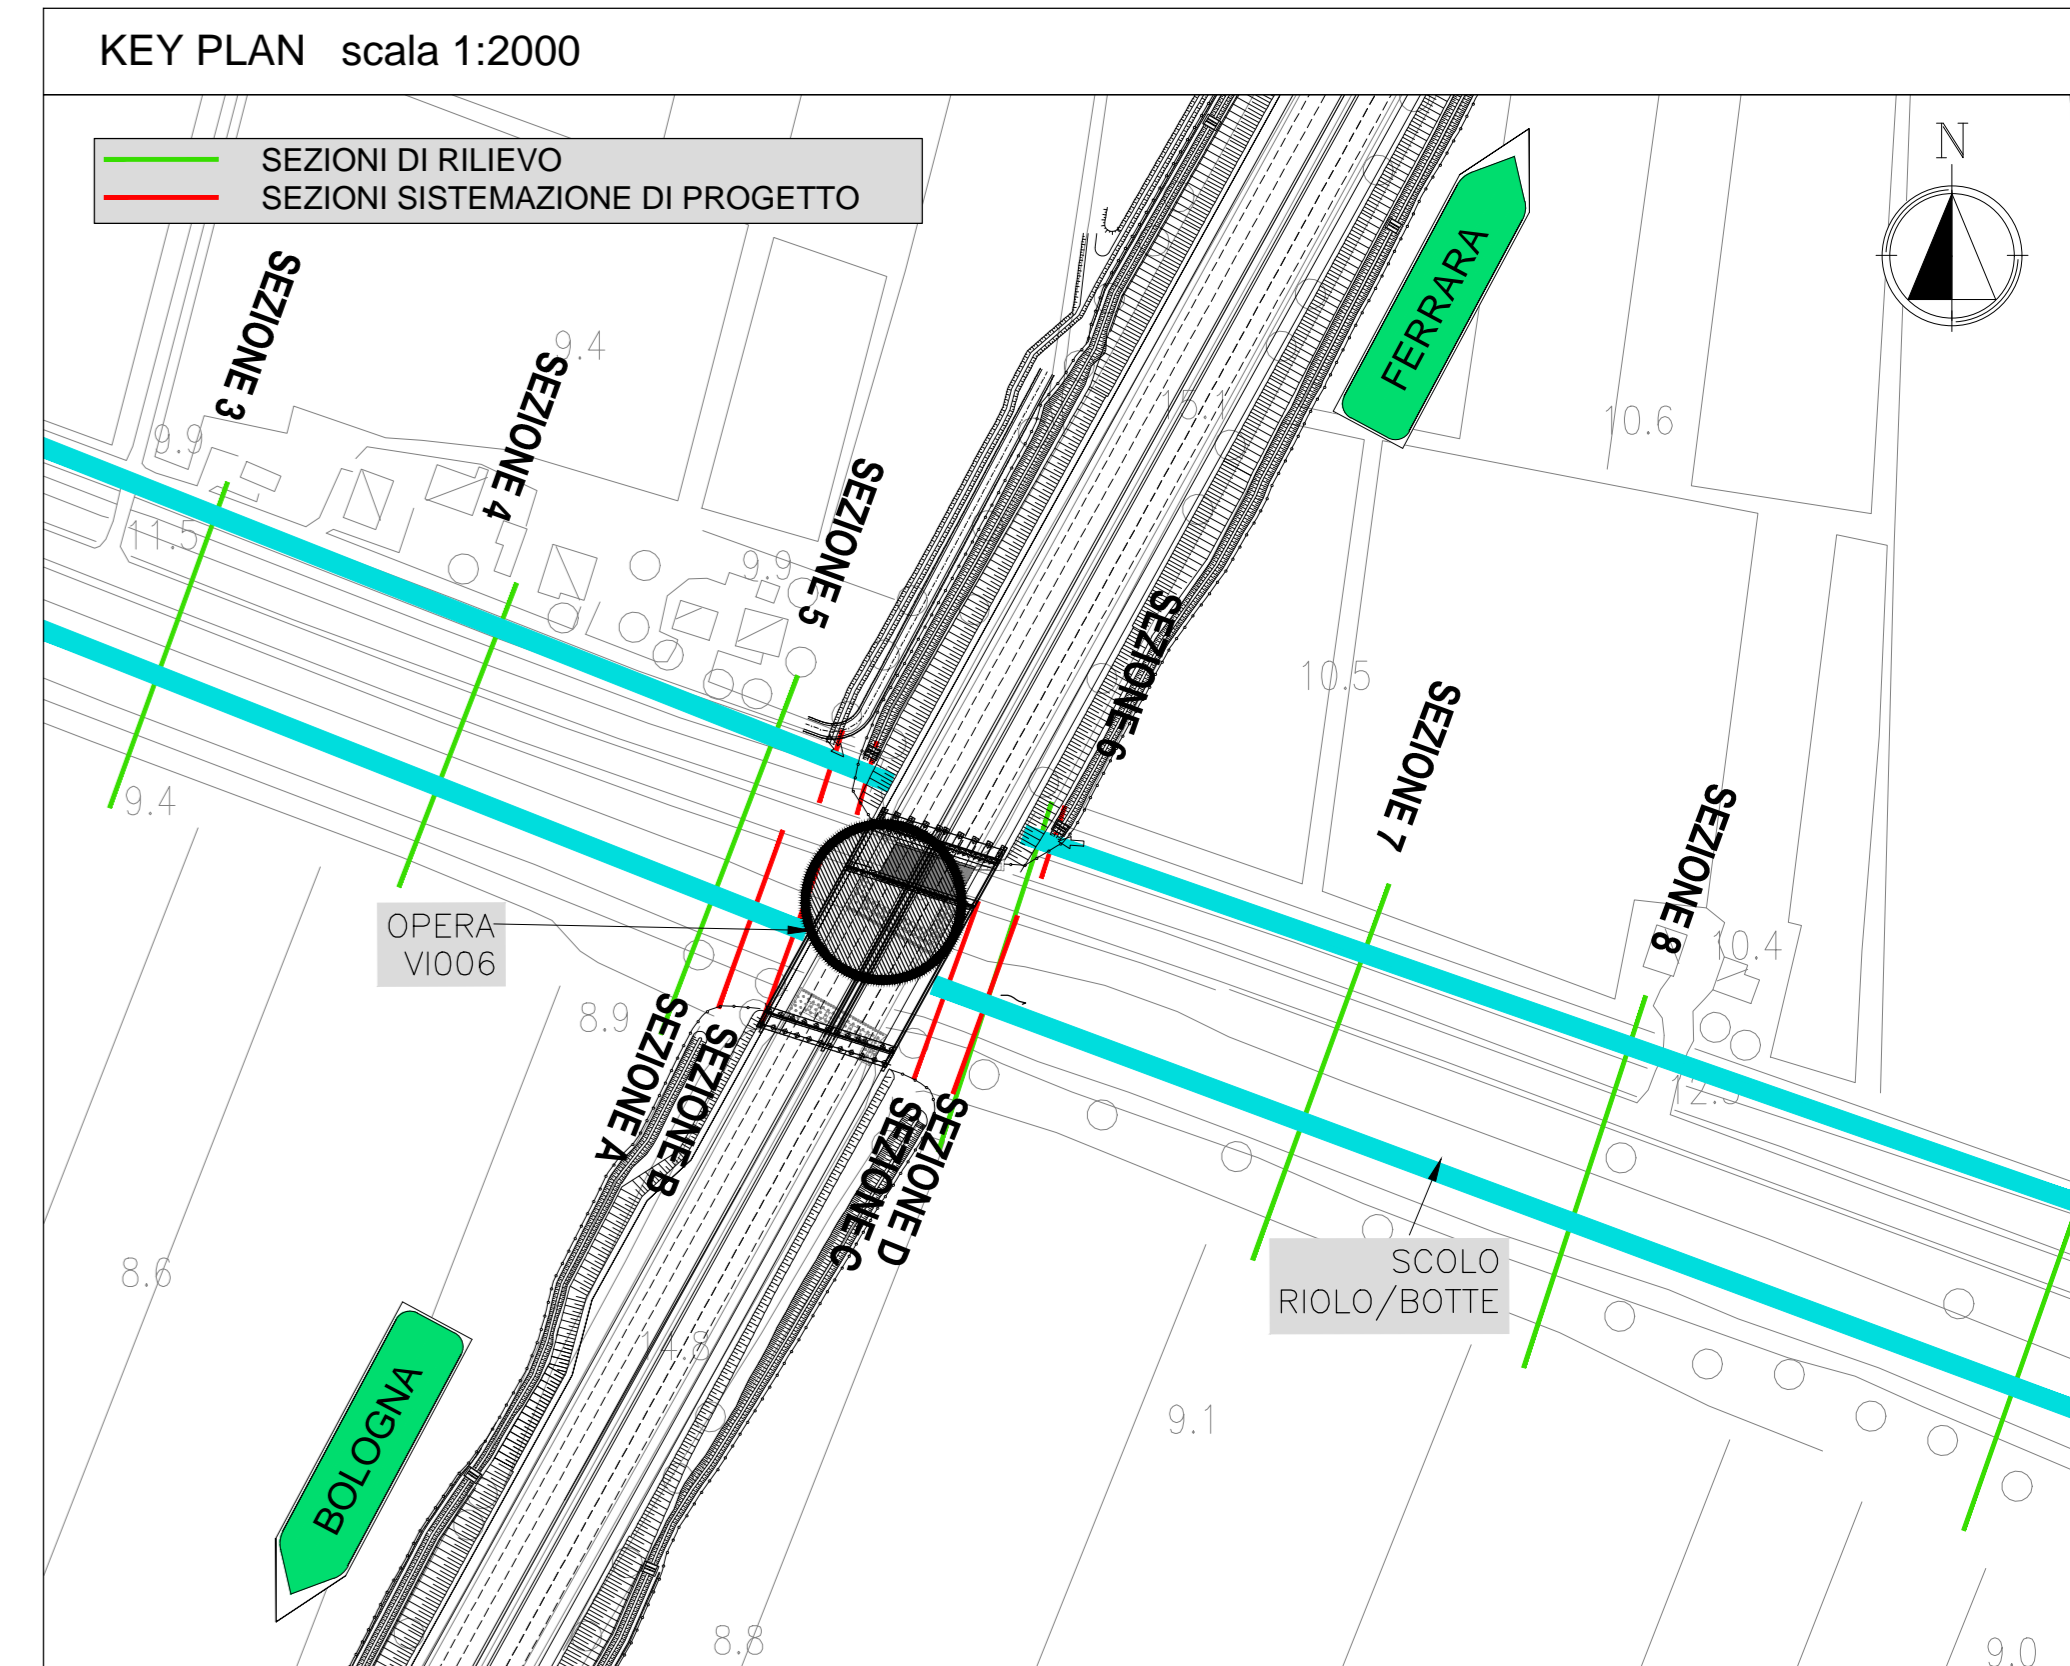 KEY PLAN scala 1:2000
SEZIONI DI RILIEVO
SEZIONI SISTEMAZIONE DI PROGETTO
N
FERRARA
SEZIONE 3
SEZIONE 4
SEZIONE 5
SEZIONE 6
SEZIONE 7
SEZIONE 8
9.4
9.9
11.5
9.9
15.1
10.6
10.5
9.4
10.4
OPERA
VI006
8.9
SEZIONE A
SEZIONE B
SEZIONE C
SEZIONE D
SCOLO
RIOLO/BOTTE
8.6
9.1
BOLOGNA
8.8
9.0